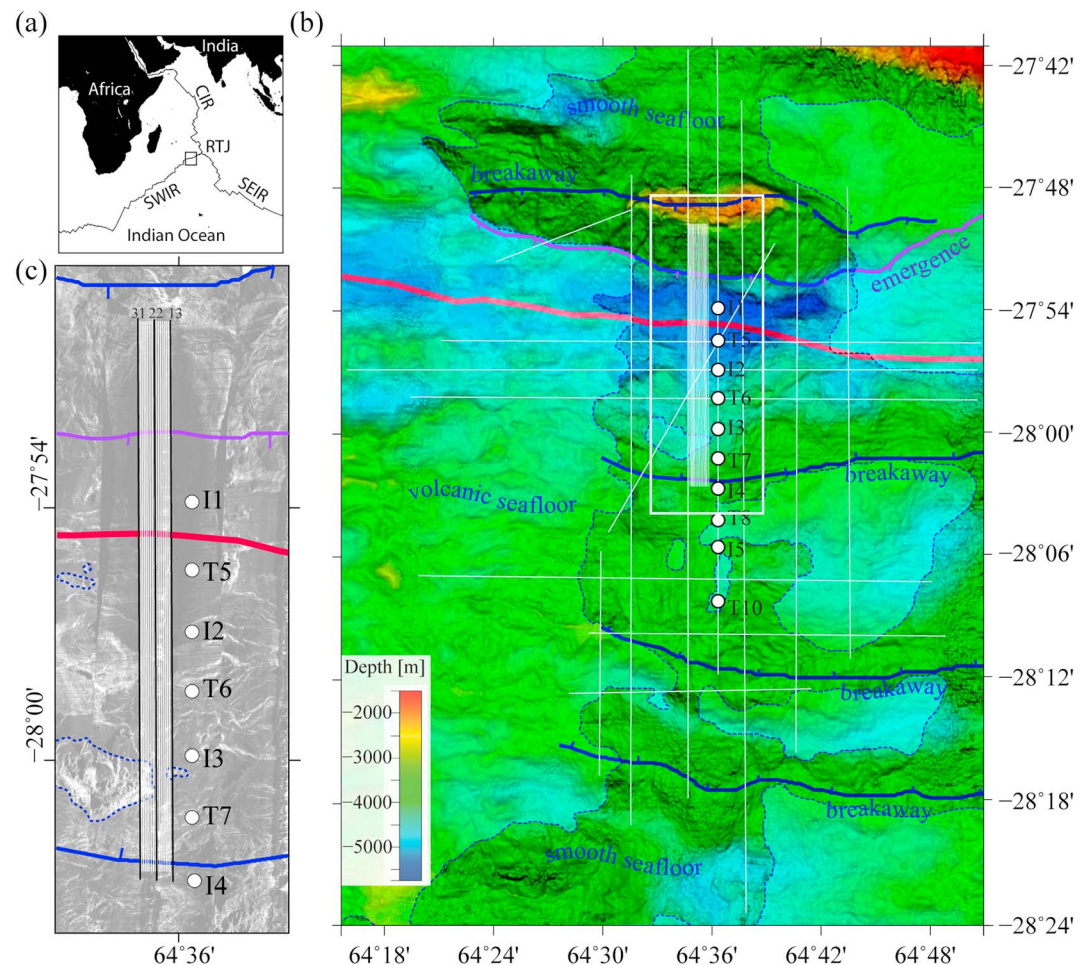 (a)
India
Africa
CIR
RTJ
SWIR
SEIR
Indian Ocean
(b)
smooth seafloor
breakaway
emergence
I1
T5
I2
T6
I3
T7
I4
T8
I5
T10
breakaway
volcanic seafloor
breakaway
breakaway
smooth seafloor
Depth [m]
−2000
−3000
−4000
−5000
−27°42'
−27°48'
−27°54'
−28°00'
−28°06'
−28°12'
−28°18'
−28°24'
64°18'
64°24'
64°30'
64°36'
64°42'
64°48'
(c)
31 22 13
I1
T5
I2
T6
I3
T7
I4
−27°54'
−28°00'
64°36'